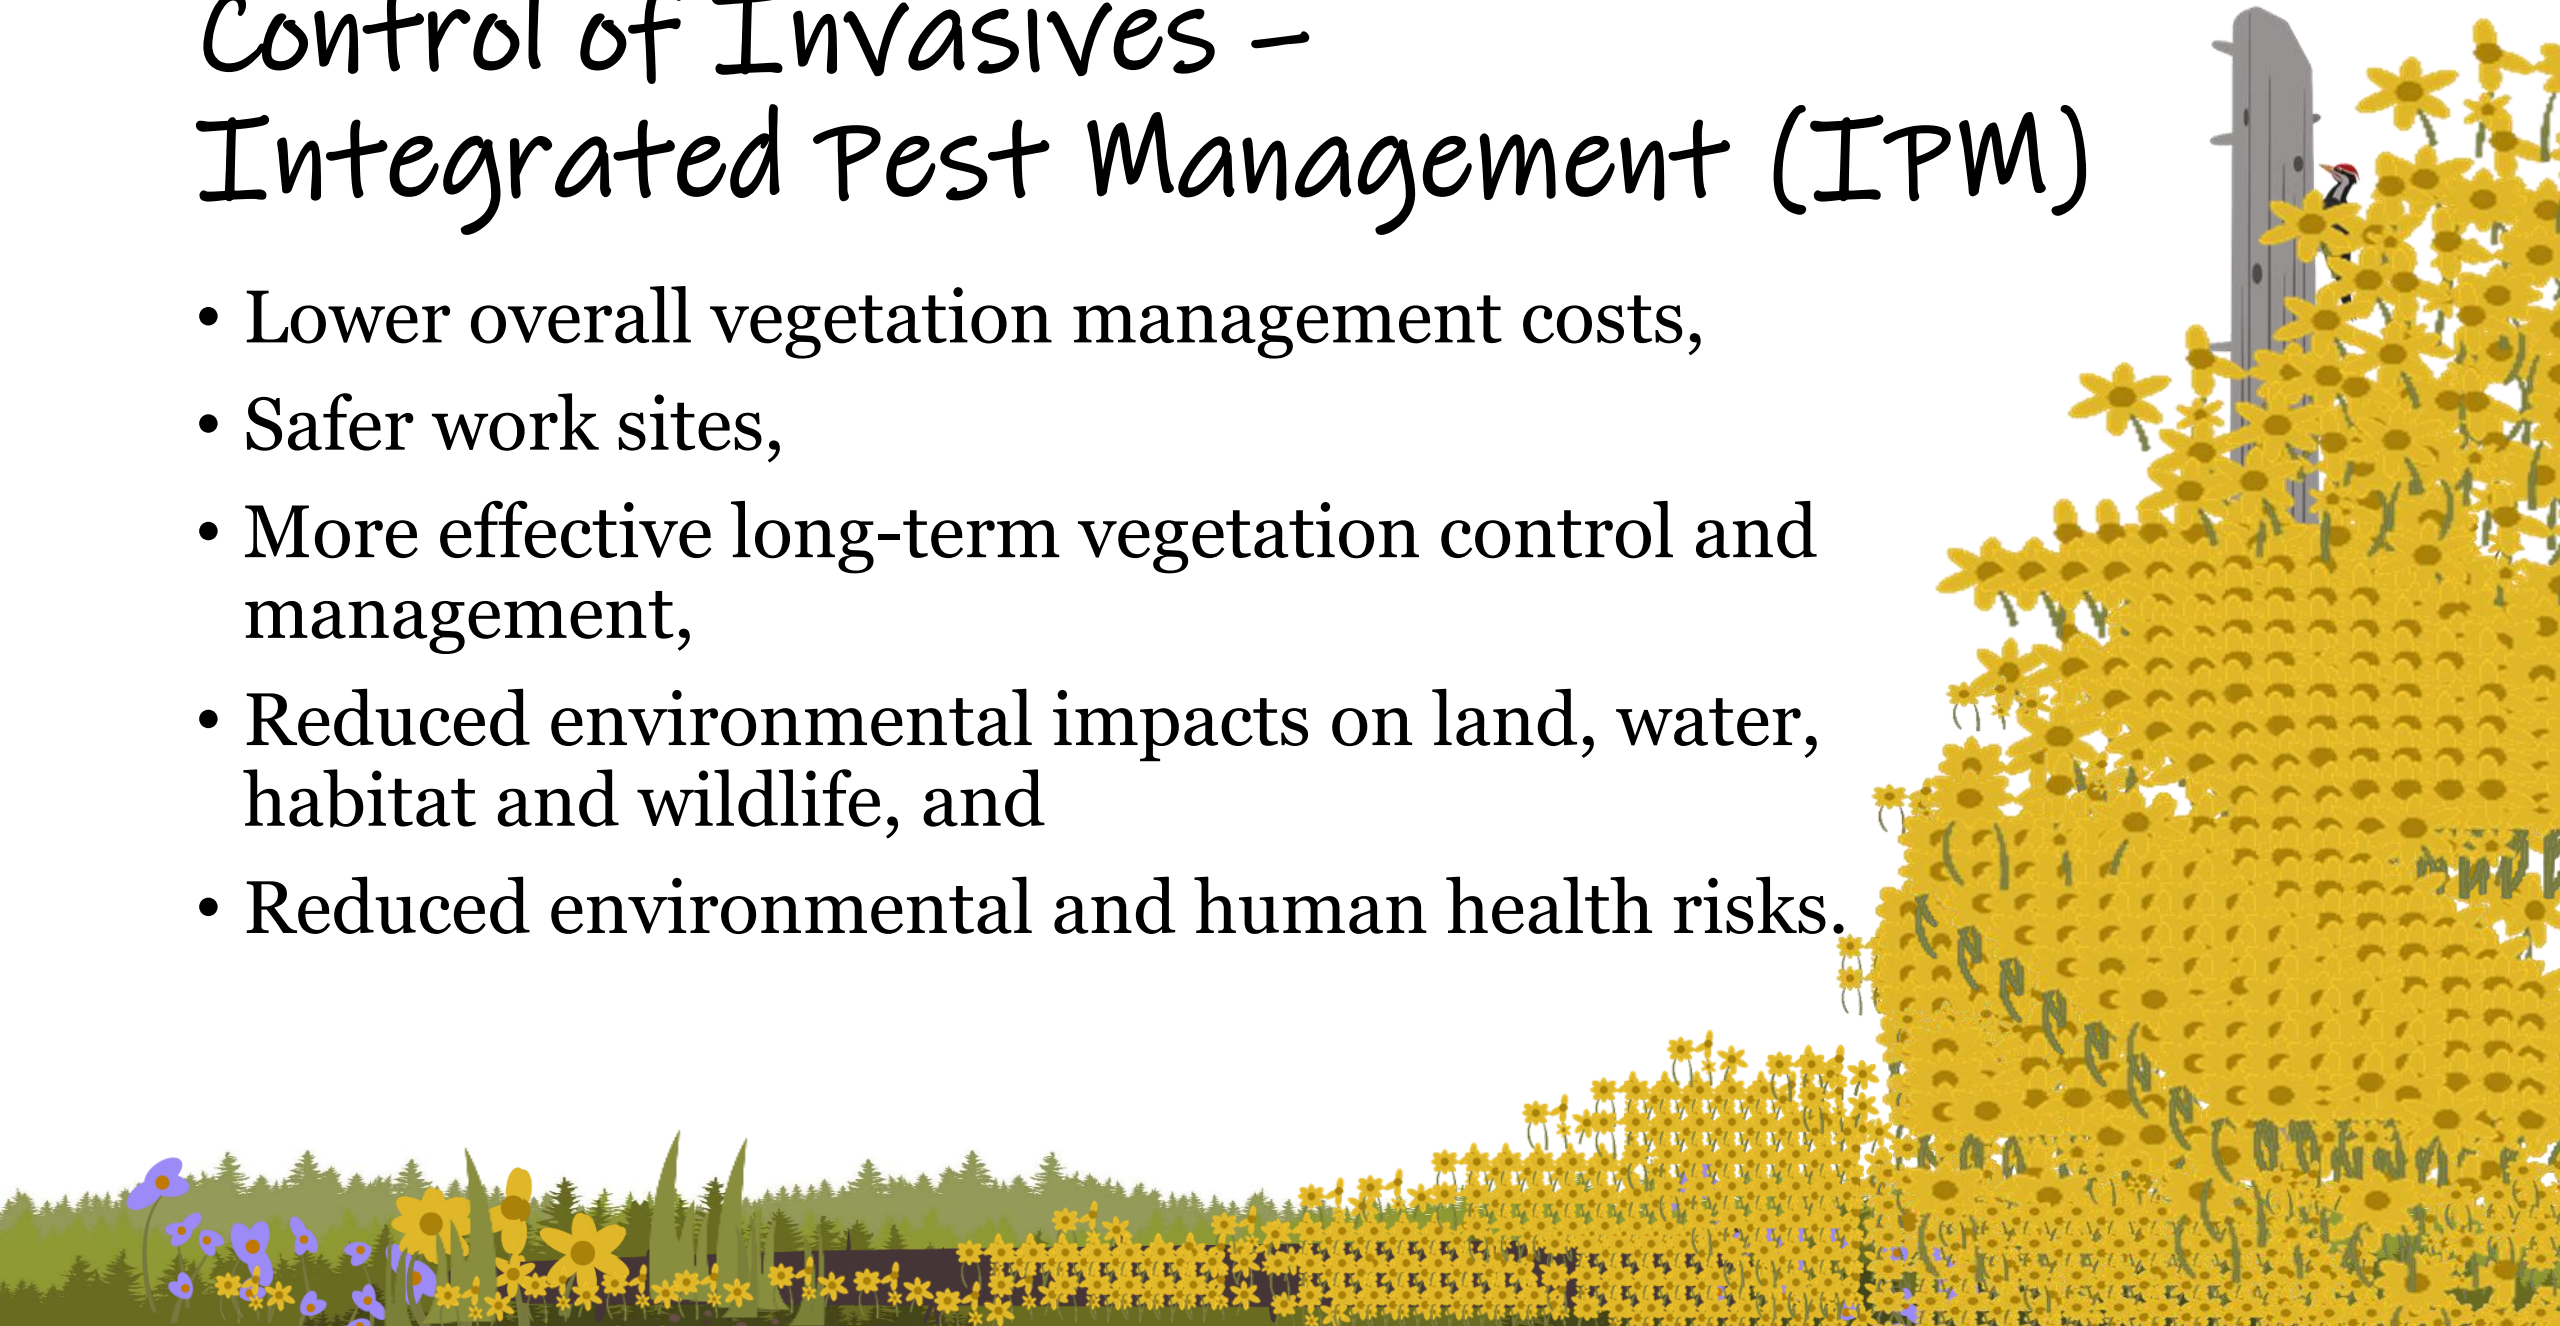 Control of Invasives –
Integrated Pest Management (IPM)
• Lower overall vegetation management costs,
• Safer work sites,
• More effective long-term vegetation control and
management,
• Reduced environmental impacts on land, water,
habitat and wildlife, and
• Reduced environmental and human health risks.